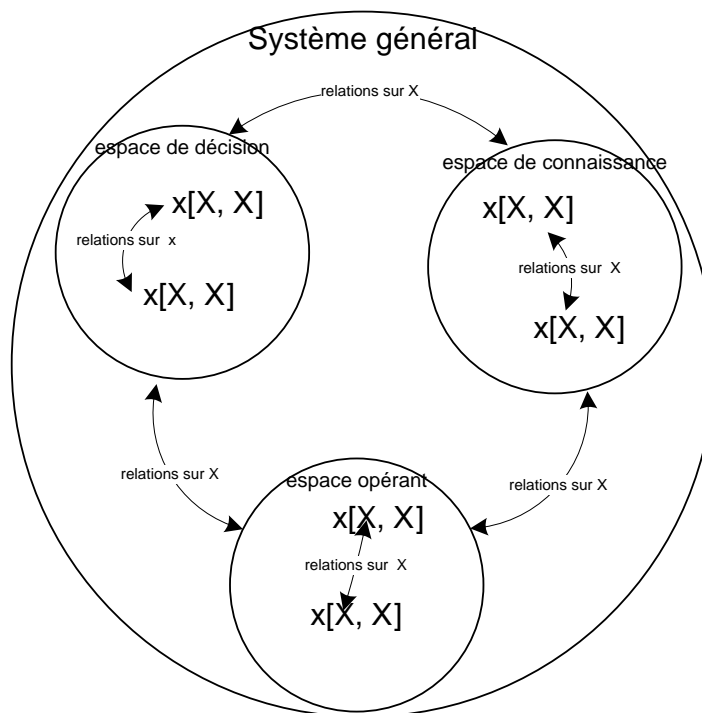 Système général
relations sur X
espace de décision
x[X, X]
relations sur x
x[X, X]
espace de connaissance
x[X, X]
relations sur X
x[X, X]
relations sur X
relations sur X
espace opérant
x[X, X]
relations sur X
x[X, X]